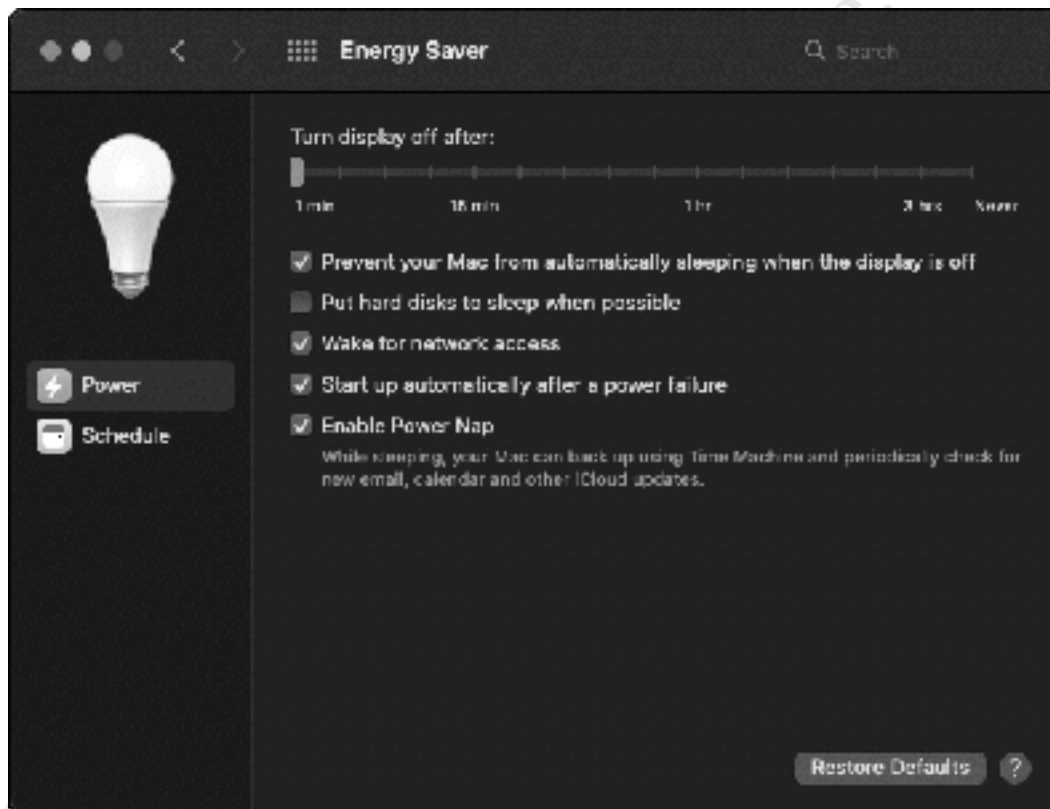 Energy Saver
Search
Turn display off after:
1 min 15 min 1 hr 3 hrs Never
Prevent your Mac from automatically sleeping when the display is off
Put hard disks to sleep when possible
Wake for network access
Power
Start up automatically after a power failure
Schedule
Enable Power Nap
While sleeping, your Mac can back up using Time Machine and periodically check for
new email, calendar and other iCloud updates.
Restore Defaults ?